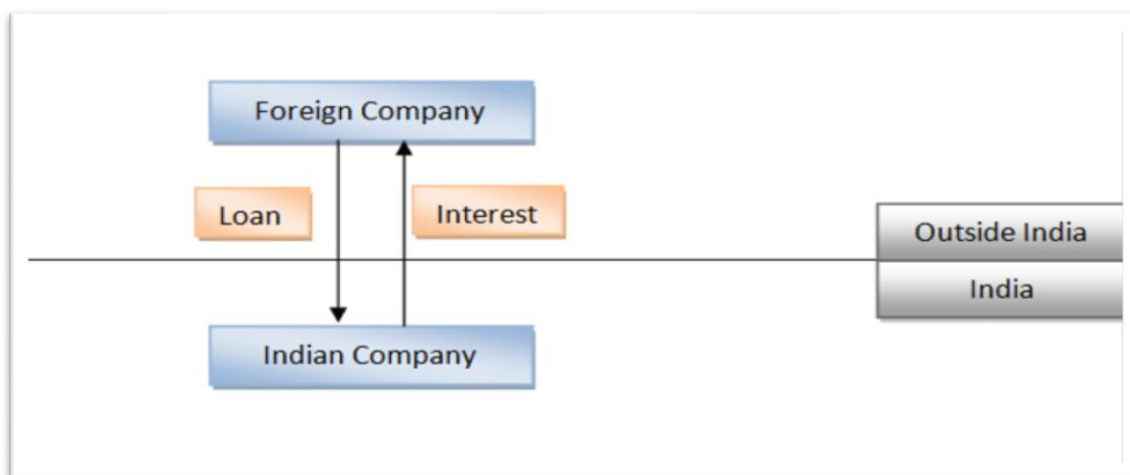 Foreign Company
Loan
Interest
Outside India
India
Indian Company